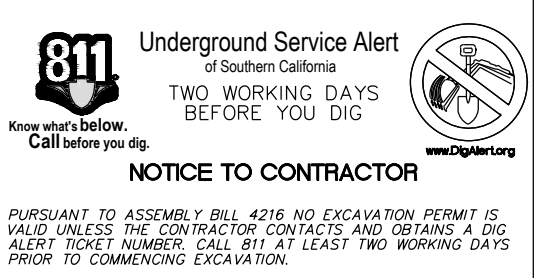 811
Know what's below.
Call before you dig.
Underground Service Alert
of Southern California
TWO WORKING DAYS
BEFORE YOU DIG
www.DigAlert.org
NOTICE TO CONTRACTOR
PURSUANT TO ASSEMBLY BILL 4216 NO EXCAVATION PERMIT IS
VALID UNLESS THE CONTRACTOR CONTACTS AND OBTAINS A DIG
ALERT TICKET NUMBER. CALL 811 AT LEAST TWO WORKING DAYS
PRIOR TO COMMENCING EXCAVATION.